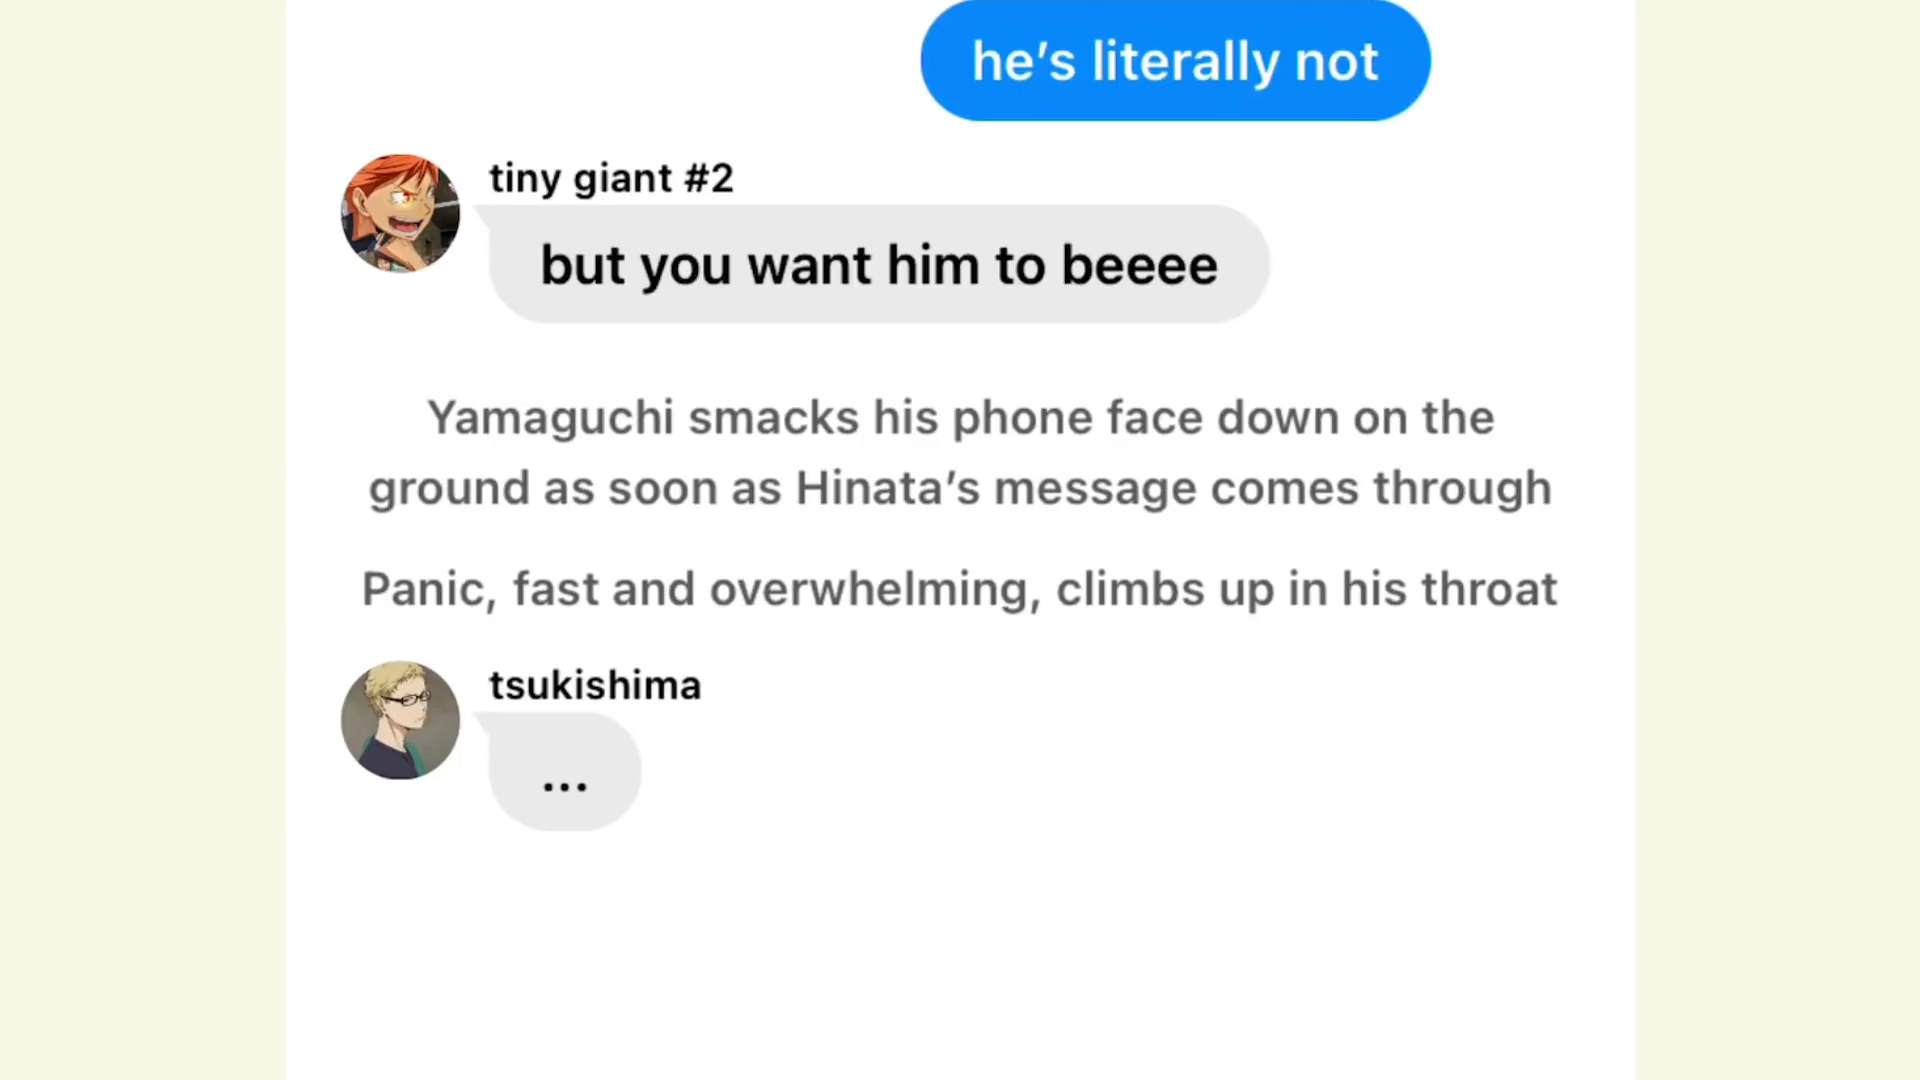 he’s literally not
tiny giant #2
but you want him to beeee
Yamaguchi smacks his phone face down on the
ground as soon as Hinata’s message comes through
Panic, fast and overwhelming, climbs up in his throat
tsukishima
...